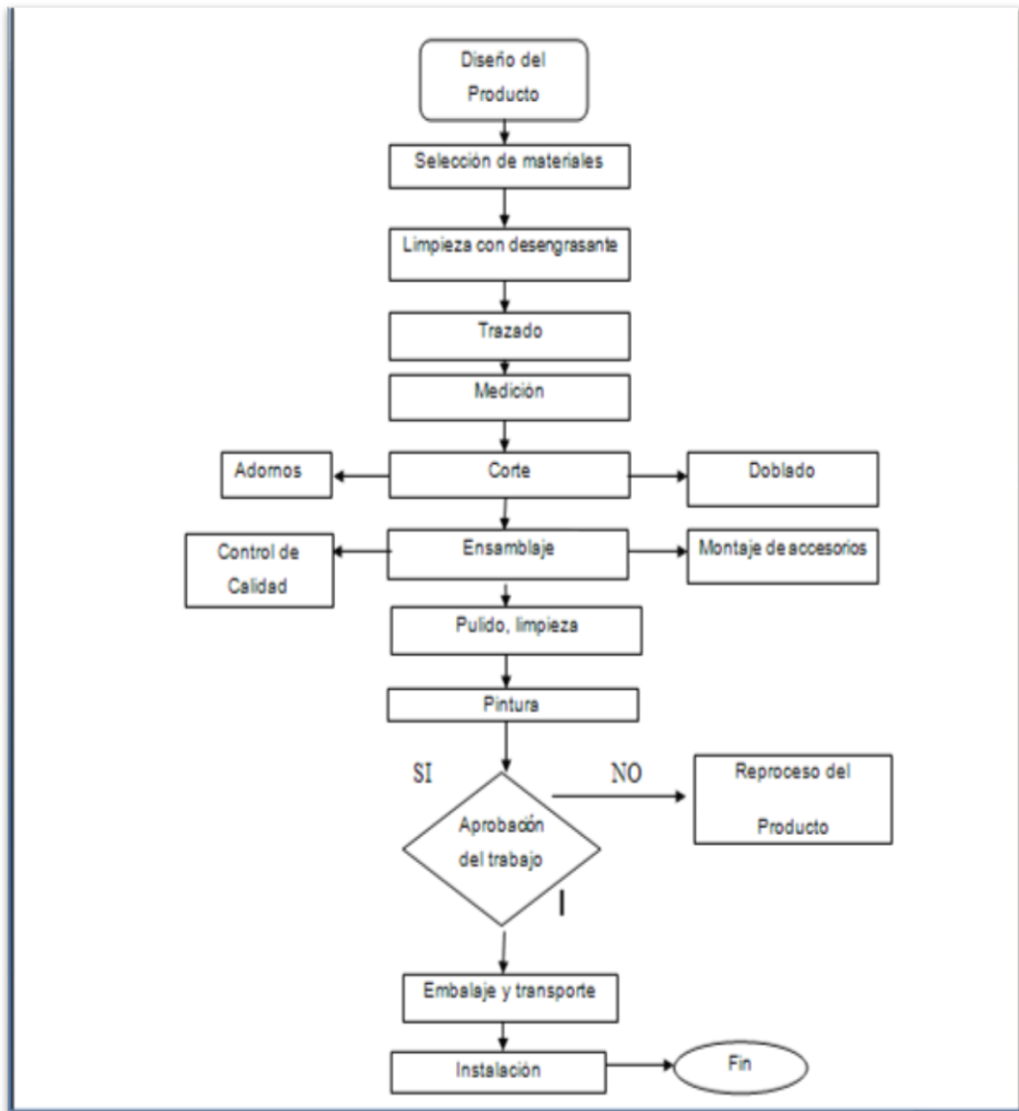 Diseño del
Producto
Selección de materiales
Limpieza con desengrasante
Trazado
Medición
Adornos
Corte
Doblado
Control de
Calidad
Ensamblaje
Montaje de accesorios
Pulido, limpieza
Pintura
SI
NO
Aprobación
del trabajo
Reproceso del
Producto
Embalaje y transporte
Instalación
Fin